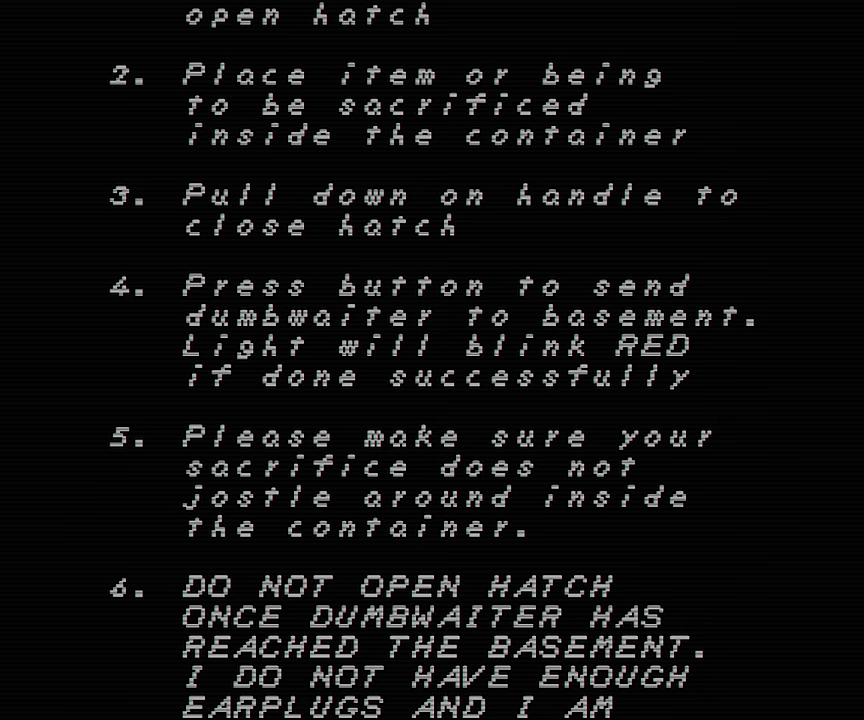 open hatch
2. Place item or being
to be sacrificed
inside the container
3. Pull down on handle to
close hatch
4. Press button to send
dumbwaiter to basement.
Light will blink RED
if done successfully
5. Please make sure your
sacrifice does not
jostle around inside
the container.
6. DO NOT OPEN HATCH
ONCE DUMBWAITER HAS
REACHED THE BASEMENT.
I DO NOT HAVE ENOUGH
EARPLUGS AND I AM